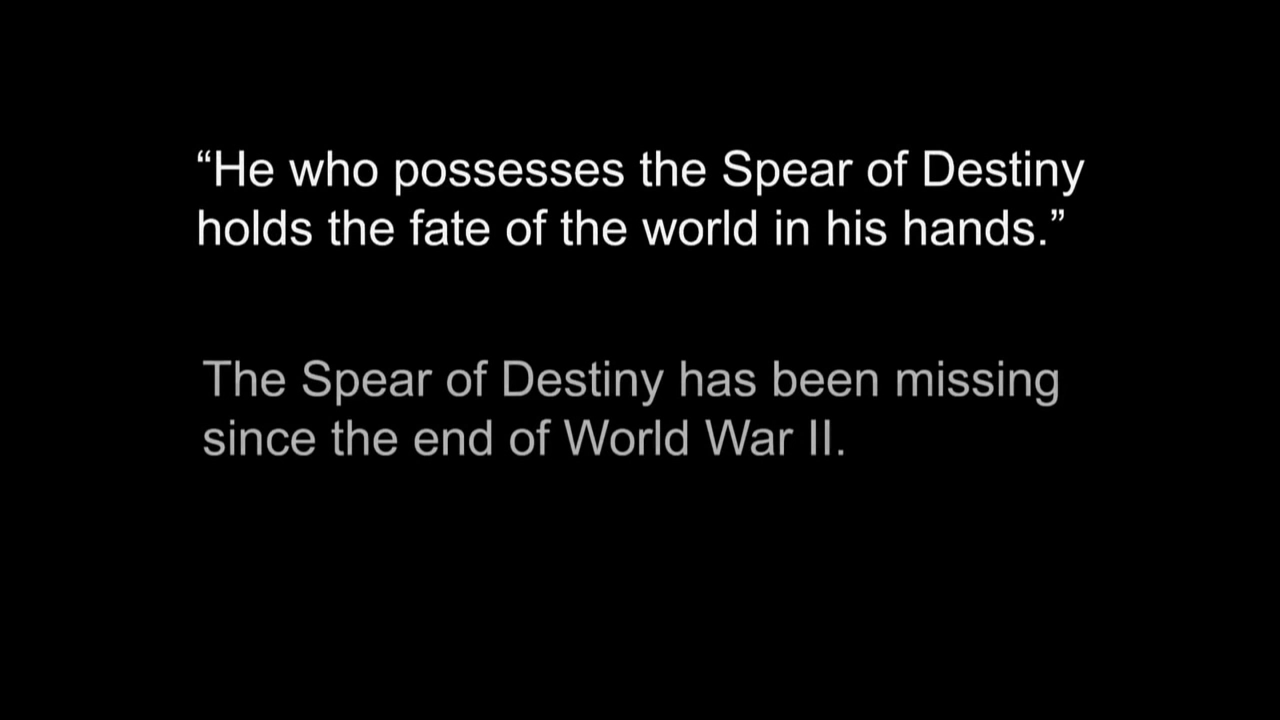 “He who possesses the Spear of Destiny
holds the fate of the world in his hands.”
The Spear of Destiny has been missing
since the end of World War II.